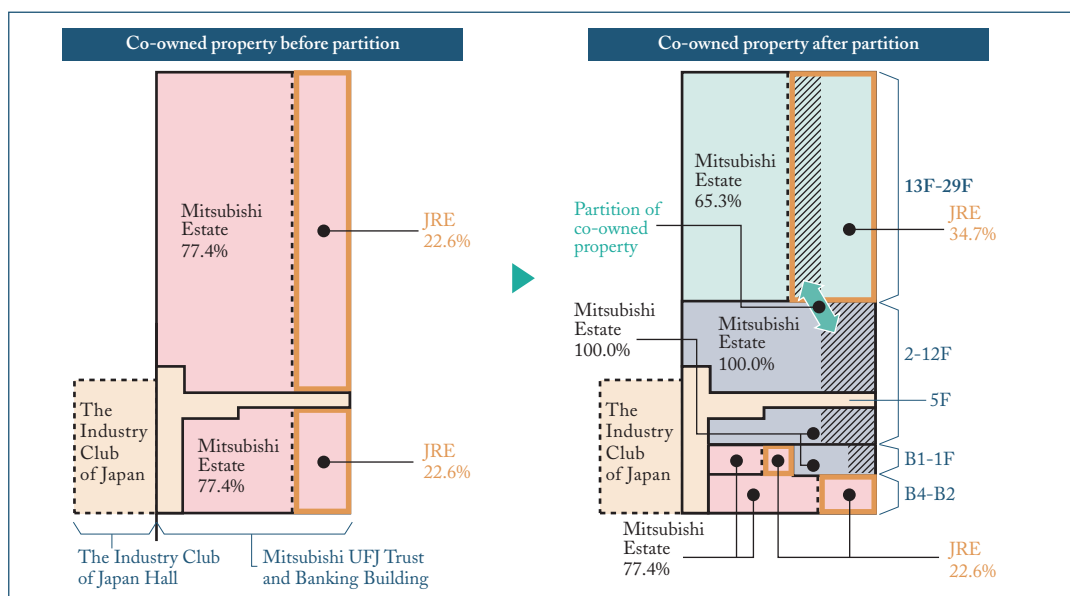 Co-owned property before partition
Mitsubishi
Estate
77.4%
JRE
22.6%
The
Industry
Club
of Japan
Mitsubishi
Estate
77.4%
JRE
22.6%
The Industry Club
of Japan Hall
Mitsubishi UFJ Trust
and Banking Building
Co-owned property after partition
Mitsubishi
Estate
65.3%
13F-29F
JRE
34.7%
Partition of
co-owned
property
Mitsubishi
Estate
100.0%
Mitsubishi
Estate
100.0%
2-12F
5F
The
Industry
Club
of Japan
B1-1F
B4-B2
Mitsubishi
Estate
77.4%
JRE
22.6%